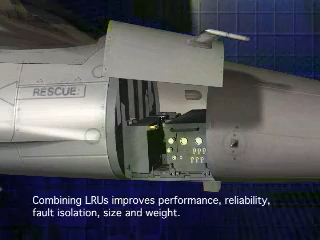 RESCUE
Combining LRUs improves performance, reliability,
fault isolation, size and weight.